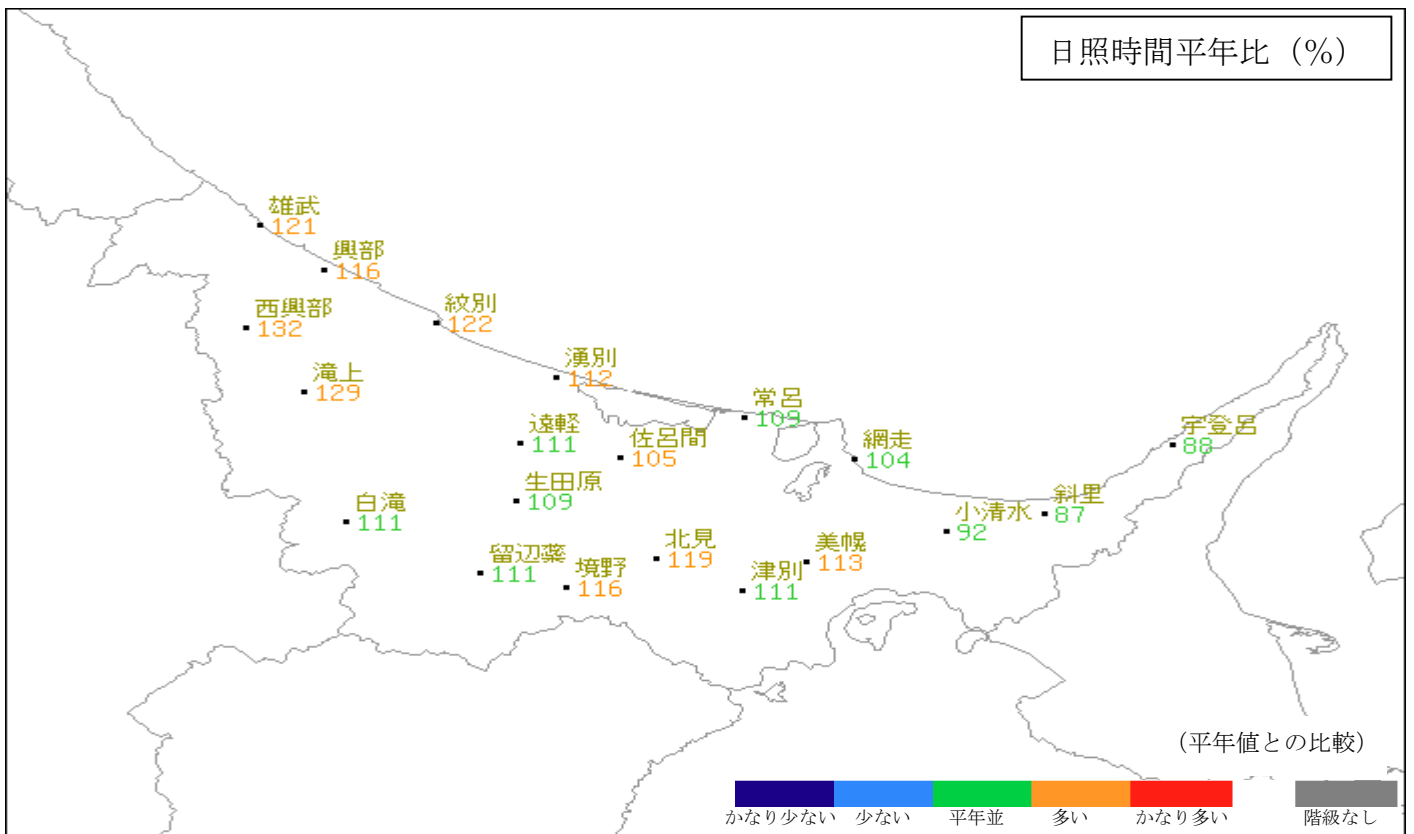 日照時間平年比（%）
雄武
121
興部
116
西興部
132
紋別
122
滝上
129
湧別
112
常呂
109
遠軽
111
佐呂間
105
網走
104
宇登呂
88
生田原
109
白滝
111
斜里
87
小清水
92
北見
119
美幌
113
留辺蘂
111
境野
116
津別
111
（平年値との比較）
かなり少ない 少ない 平年並 多い かなり多い 階級なし